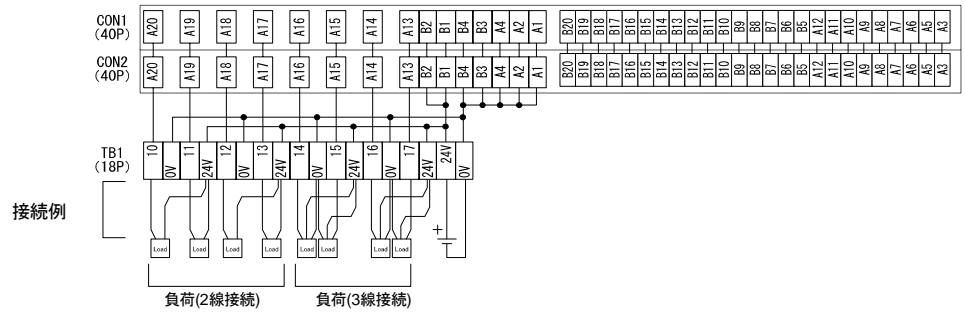 CON1 A20 A19 A18 A17 A16 A15 A14 A13 B2 B1 B4 B3 A4 A2 A1 B20 B19 B18 B17 B16 B15 B14 B13 B12 B11 B10 B9 B8 B7 B6 B5 A12 A11 A10 A9 A8 A7 A6 A5 A3
(40P)
CON2 A20 A19 A18 A17 A16 A15 A14 A13 B2 B1 B4 B3 A4 A2 A1 B20 B19 B18 B17 B16 B15 B14 B13 B12 B11 B10 B9 B8 B7 B6 B5 A12 A11 A10 A9 A8 A7 A6 A5 A3
(40P)
TB1 10 0V 11 24V 12 0V 13 24V 14 0V 15 24V 16 0V 17 24V 24V 0V
(18P)
接続例
+
Load Load Load Load Load Load Load Load
負荷(2線接続) 負荷(3線接続)